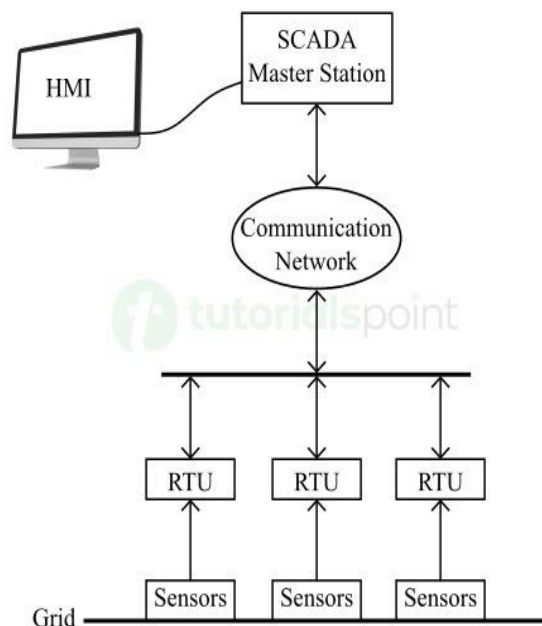 HMI
SCADA
Master Station
Communication
Network
tutorialspoint
RTU
RTU
RTU
Sensors
Sensors
Sensors
Grid